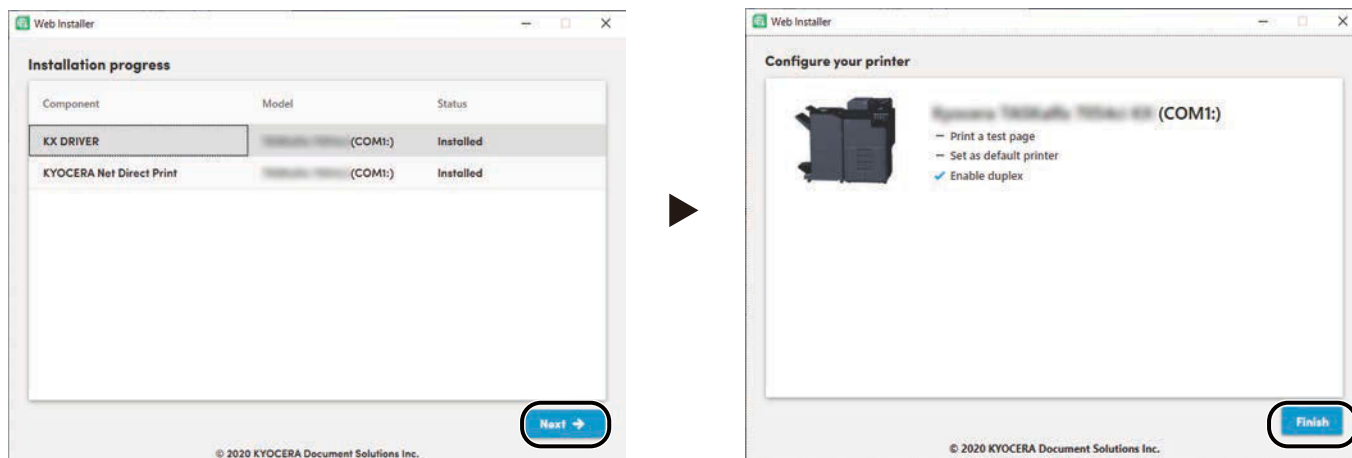 Web Installer
Installation progress
Component Model Status
KX DRIVER (COM1:) Installed
KYOCERA Net Direct Print (COM1:) Installed
Next →
© 2020 KYOCERA Document Solutions Inc.
Web Installer
Configure your printer
(COM1:)
– Print a test page
– Set as default printer
✓ Enable duplex
Finish
© 2020 KYOCERA Document Solutions Inc.